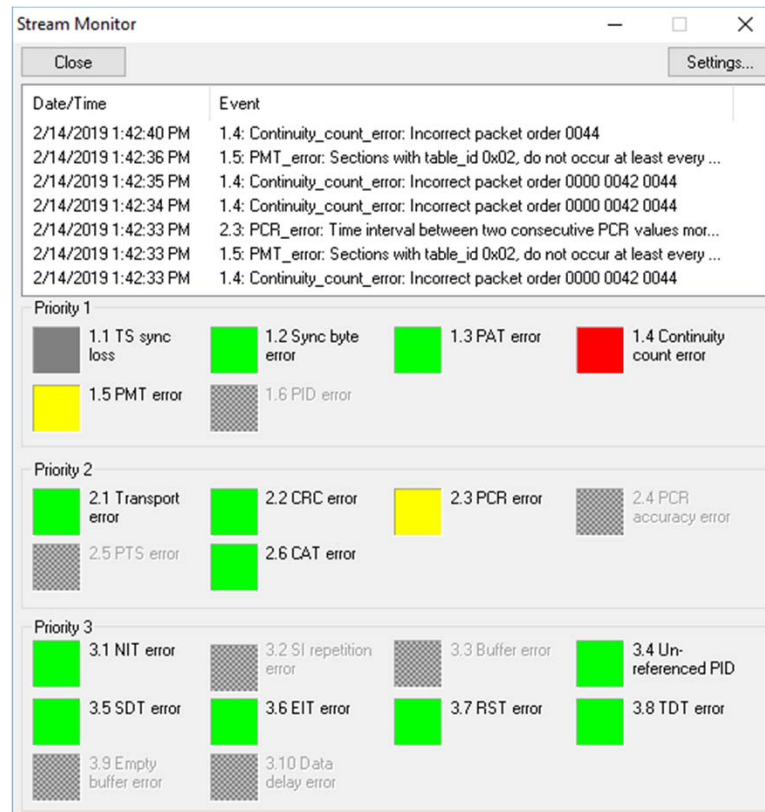 Stream Monitor
Close
Settings...
Date/Time Event
2/14/2019 1:42:40 PM 1.4: Continuity_count_error: Incorrect packet order 0044
2/14/2019 1:42:36 PM 1.5: PMT_error: Sections with table_id 0x02, do not occur at least every ...
2/14/2019 1:42:35 PM 1.4: Continuity_count_error: Incorrect packet order 0000 0042 0044
2/14/2019 1:42:34 PM 1.4: Continuity_count_error: Incorrect packet order 0000 0042 0044
2/14/2019 1:42:33 PM 2.3: PCR_error: Time interval between two consecutive PCR values mor...
2/14/2019 1:42:33 PM 1.5: PMT_error: Sections with table_id 0x02, do not occur at least every ...
2/14/2019 1:42:33 PM 1.4: Continuity_count_error: Incorrect packet order 0000 0042 0044
Priority 1
1.1 TS sync
loss
1.2 Sync byte
error
1.3 PAT error
1.4 Continuity
count error
1.5 PMT error
1.6 PID error
Priority 2
2.1 Transport
error
2.2 CRC error
2.3 PCR error
2.4 PCR
accuracy error
2.5 PTS error
2.6 CAT error
Priority 3
3.1 NIT error
3.2 SI repetition
error
3.3 Buffer error
3.4 Un-
referenced PID
3.5 SDT error
3.6 EIT error
3.7 RST error
3.8 TDT error
3.9 Empty
buffer error
3.10 Data
delay error